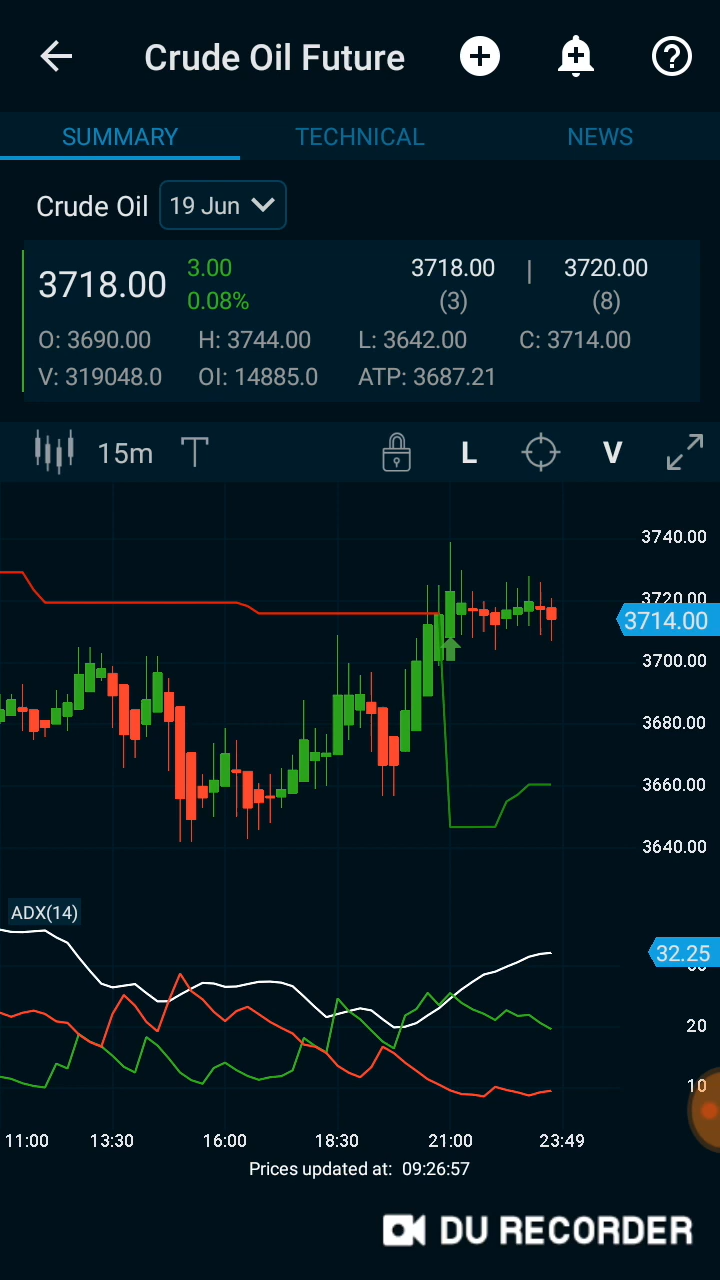 Crude Oil Future
SUMMARY TECHNICAL NEWS
Crude Oil 19 Jun
3718.00 3.00 3718.00 | 3720.00
0.08% (3) (8)
O: 3690.00 H: 3744.00 L: 3642.00 C: 3714.00
V: 319048.0 OI: 14885.0 ATP: 3687.21
15m T L V
3740.00
3720.00
3714.00
3700.00
3680.00
3660.00
3640.00
ADX(14)
32.25
20
10
11:00 13:30 16:00 18:30 21:00 23:49
Prices updated at: 09:26:57
DU RECORDER